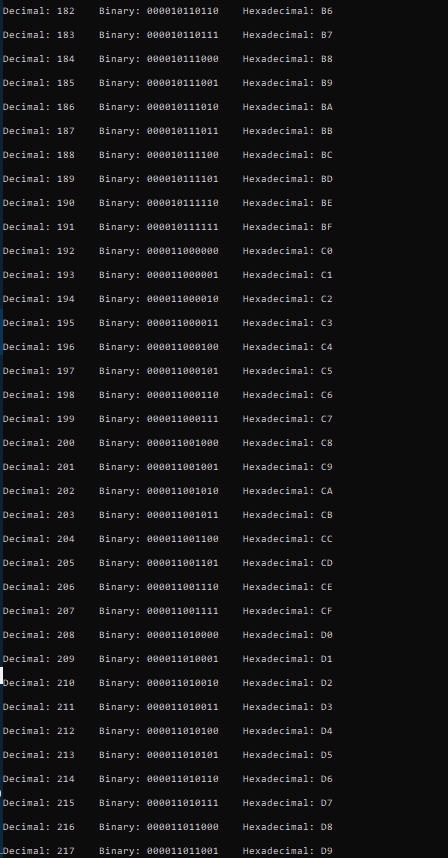 Decimal: 182    Binary: 000010110110    Hexadecimal: B6
Decimal: 183    Binary: 000010110111    Hexadecimal: B7
Decimal: 184    Binary: 000010111000    Hexadecimal: B8
Decimal: 185    Binary: 000010111001    Hexadecimal: B9
Decimal: 186    Binary: 000010111010    Hexadecimal: BA
Decimal: 187    Binary: 000010111011    Hexadecimal: BB
Decimal: 188    Binary: 000010111100    Hexadecimal: BC
Decimal: 189    Binary: 000010111101    Hexadecimal: BD
Decimal: 190    Binary: 000010111110    Hexadecimal: BE
Decimal: 191    Binary: 000010111111    Hexadecimal: BF
Decimal: 192    Binary: 000011000000    Hexadecimal: C0
Decimal: 193    Binary: 000011000001    Hexadecimal: C1
Decimal: 194    Binary: 000011000010    Hexadecimal: C2
Decimal: 195    Binary: 000011000011    Hexadecimal: C3
Decimal: 196    Binary: 000011000100    Hexadecimal: C4
Decimal: 197    Binary: 000011000101    Hexadecimal: C5
Decimal: 198    Binary: 000011000110    Hexadecimal: C6
Decimal: 199    Binary: 000011000111    Hexadecimal: C7
Decimal: 200    Binary: 000011001000    Hexadecimal: C8
Decimal: 201    Binary: 000011001001    Hexadecimal: C9
Decimal: 202    Binary: 000011001010    Hexadecimal: CA
Decimal: 203    Binary: 000011001011    Hexadecimal: CB
Decimal: 204    Binary: 000011001100    Hexadecimal: CC
Decimal: 205    Binary: 000011001101    Hexadecimal: CD
Decimal: 206    Binary: 000011001110    Hexadecimal: CE
Decimal: 207    Binary: 000011001111    Hexadecimal: CF
Decimal: 208    Binary: 000011010000    Hexadecimal: D0
Decimal: 209    Binary: 000011010001    Hexadecimal: D1
Decimal: 210    Binary: 000011010010    Hexadecimal: D2
Decimal: 211    Binary: 000011010011    Hexadecimal: D3
Decimal: 212    Binary: 000011010100    Hexadecimal: D4
Decimal: 213    Binary: 000011010101    Hexadecimal: D5
Decimal: 214    Binary: 000011010110    Hexadecimal: D6
Decimal: 215    Binary: 000011010111    Hexadecimal: D7
Decimal: 216    Binary: 000011011000    Hexadecimal: D8
Decimal: 217    Binary: 000011011001    Hexadecimal: D9